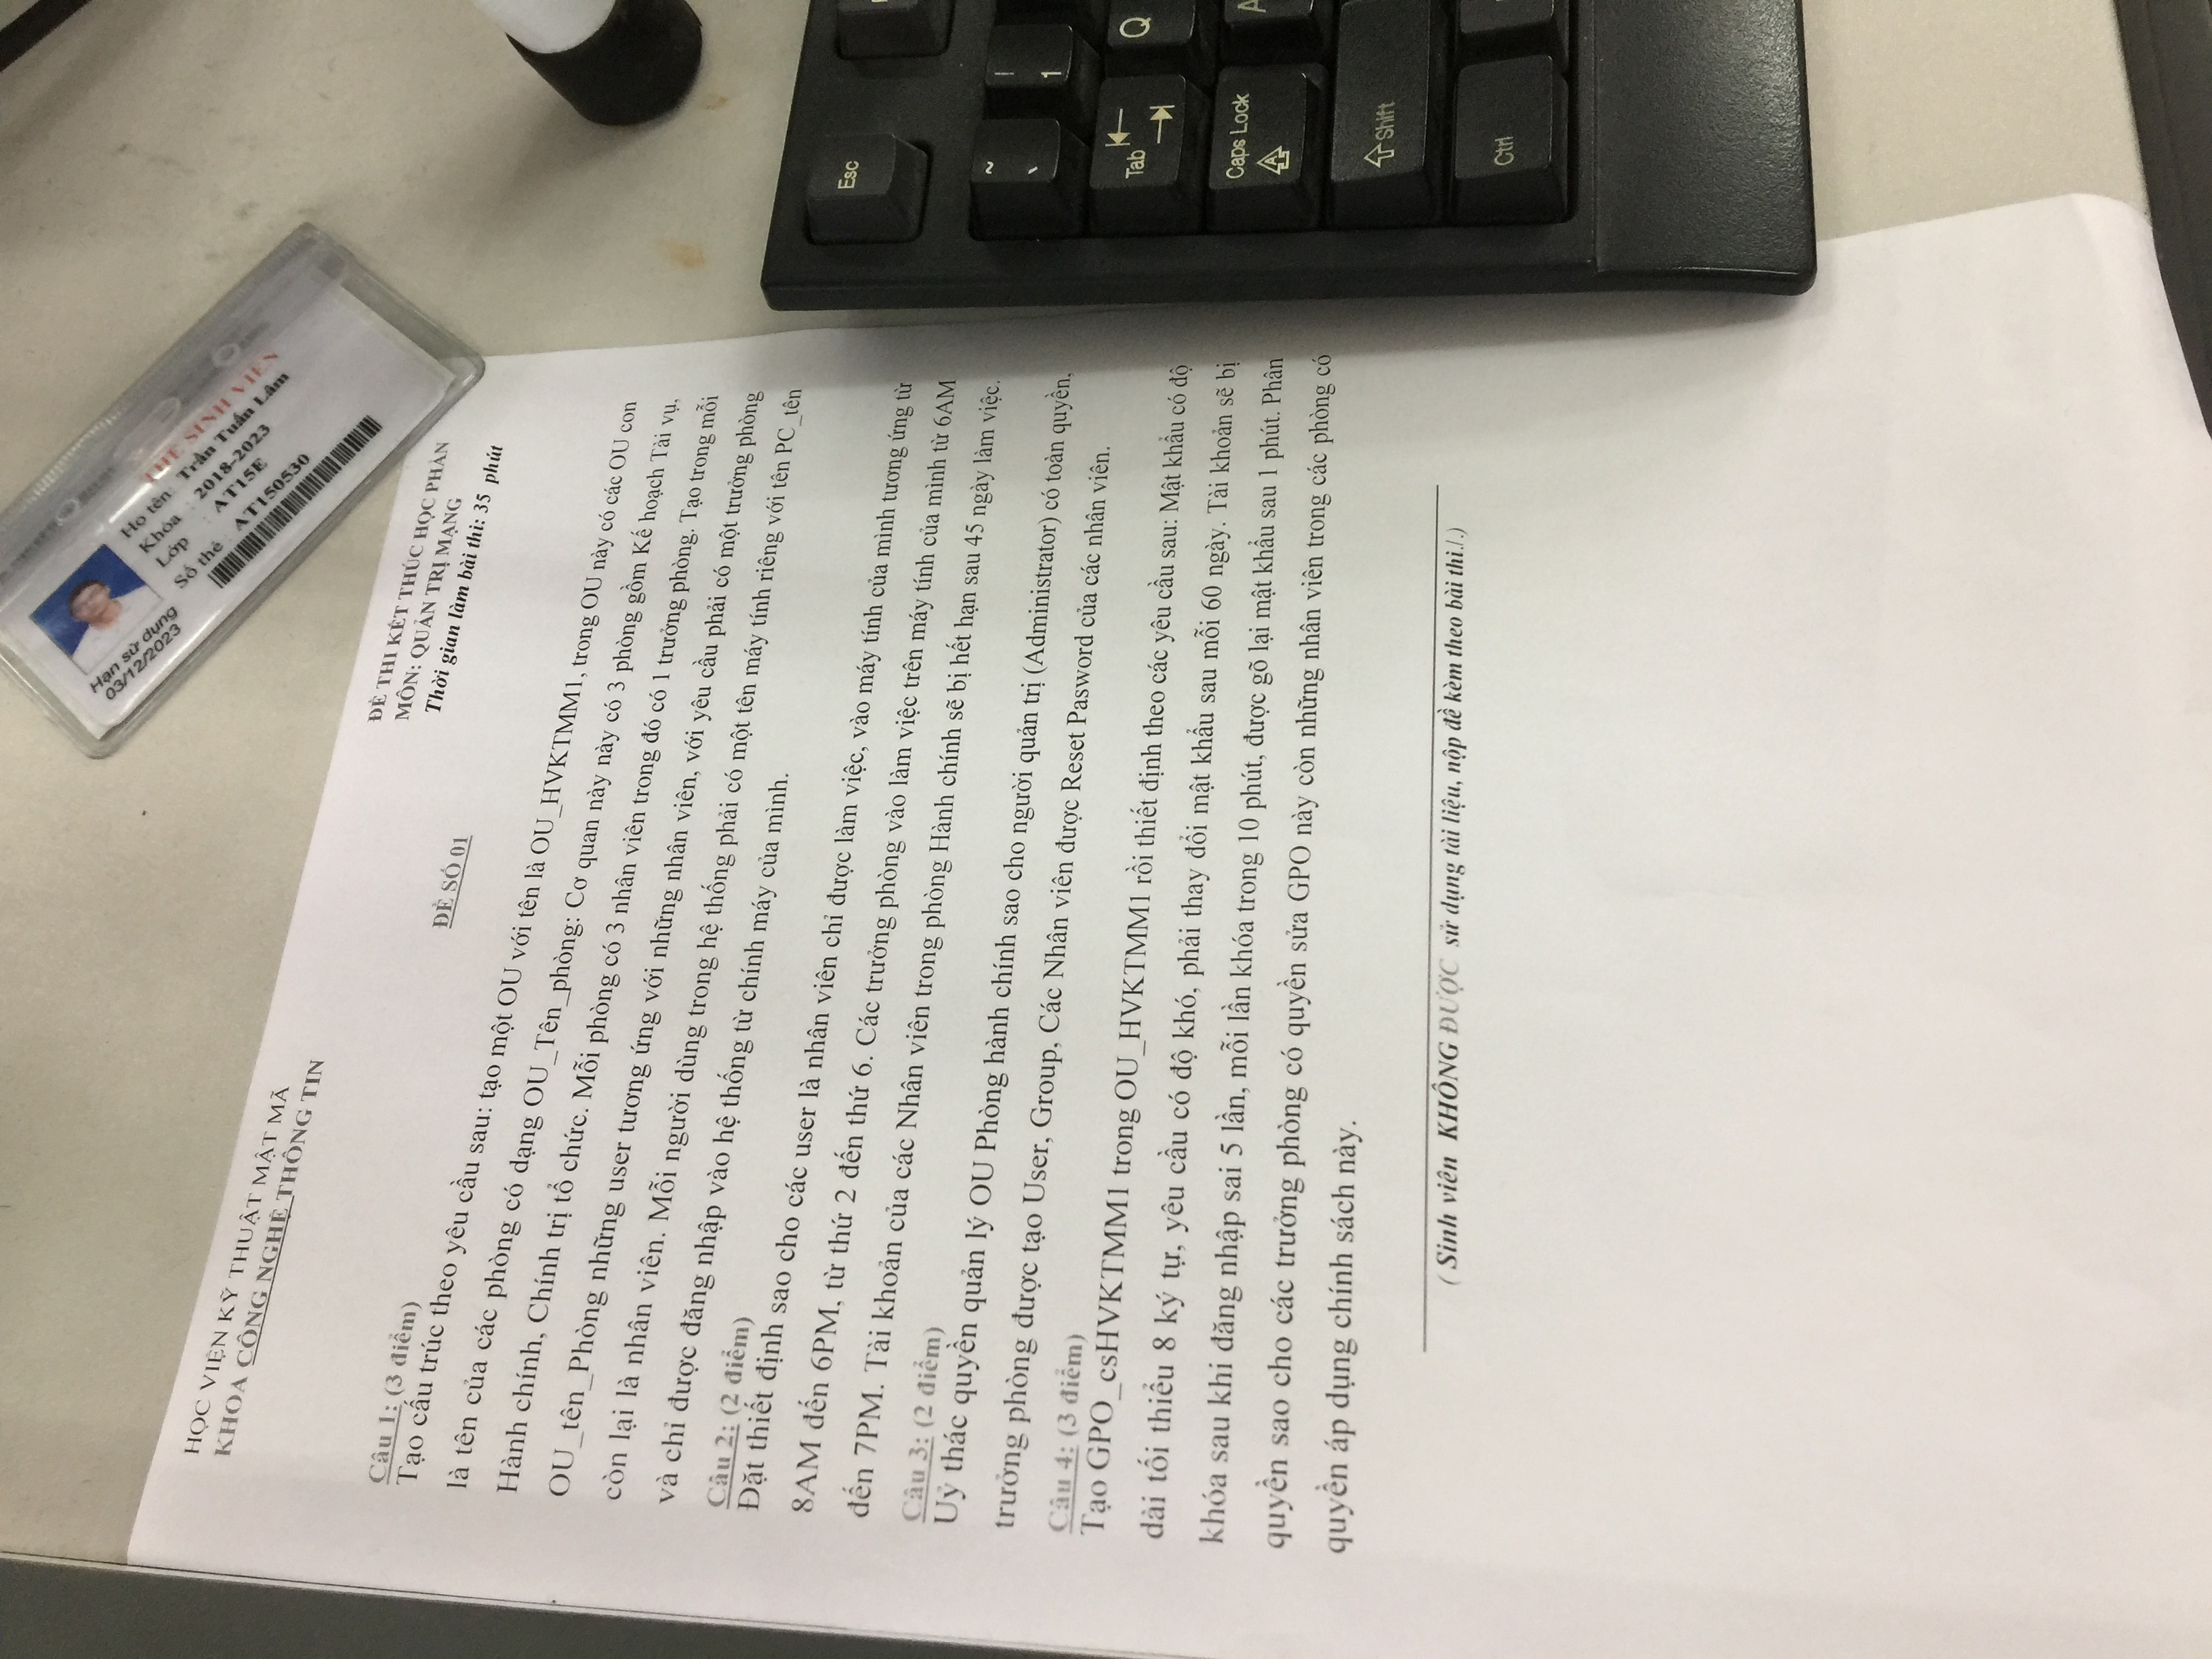 THẺ SINH VIÊN
Họ tên: Trần Tuấn Lâm
Khóa : 2018-2023
Lớp : AT15E
Số thẻ : AT150530
Hạn sử dụng
03/12/2023
HỌC VIỆN KỸ THUẬT MẬT MÃ
KHOA CÔNG NGHỆ THÔNG TIN
ĐỀ THI KẾT THÚC HỌC PHẦN
MÔN: QUẢN TRỊ MẠNG
Thời gian làm bài thi: 35 phút
ĐỀ SỐ 01
Câu 1: (3 điểm)
Tạo cấu trúc theo yêu cầu sau: tạo một OU với tên là OU_HVKTMM1, trong OU này có các OU con
là tên của các phòng có dạng OU_Tên_phòng: Cơ quan này này có 3 phòng gồm Kế hoạch Tài vụ,
Hành chính, Chính trị tổ chức. Mỗi phòng có 3 nhân viên trong đó có 1 trưởng phòng. Tạo trong mỗi
OU_tên_Phòng những user tương ứng với những nhân viên, với yêu cầu phải có một trưởng phòng
còn lại là nhân viên. Mỗi người dùng trong hệ thống phải có một tên máy tính riêng với tên PC_tên
và chỉ được đăng nhập vào hệ thống từ chính máy của mình.
Câu 2: (2 điểm)
Đặt thiết định sao cho các user là nhân viên chỉ được làm việc, vào máy tính của mình tương ứng từ
8AM đến 6PM, từ thứ 2 đến thứ 6. Các trưởng phòng vào làm việc trên máy tính của mình từ 6AM
đến 7PM. Tài khoản của các Nhân viên trong phòng Hành chính sẽ bị hết hạn sau 45 ngày làm việc.
Câu 3: (2 điểm)
Uỷ thác quyền quản lý OU Phòng hành chính sao cho người quản trị (Administrator) có toàn quyền,
trưởng phòng được tạo User, Group, Các Nhân viên được Reset Pasword của các nhân viên.
Câu 4: (3 điểm)
Tạo GPO_csHVKTMM1 trong OU_HVKTMM1 rồi thiết định theo các yêu cầu sau: Mật khẩu có độ
dài tối thiểu 8 ký tự, yêu cầu có độ khó, phải thay đổi mật khẩu sau mỗi 60 ngày. Tài khoản sẽ bị
khóa sau khi đăng nhập sai 5 lần, mỗi lần khóa trong 10 phút, được gõ lại mật khẩu sau 1 phút. Phân
quyền sao cho các trưởng phòng có quyền sửa GPO này còn những nhân viên trong các phòng có
quyền áp dụng chính sách này.
( Sinh viên KHÔNG ĐƯỢC sử dụng tài liệu, nộp đề kèm theo bài thi./.)
Esc
~
`
|
1
Tab
Q
Caps Lock
A
Shift
Ctrl